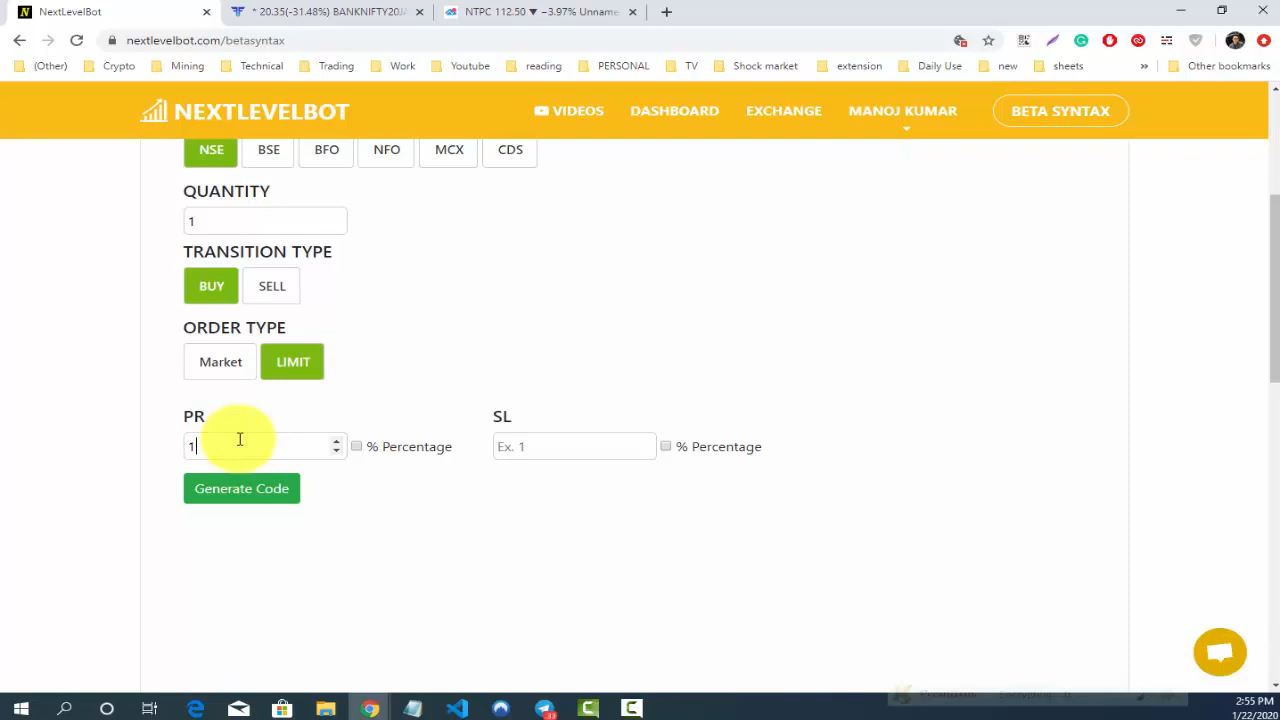 NextLevelBot
* 20.35(-31.48%) BANKNIFTY20JA
NTPC 112.50 ▼ −3.97% Unname
nextlevelbot.com/betasyntax
(Other)
Crypto
Mining
Technical
Trading
Work
Youtube
reading
PERSONAL
TV
Shock market
extension
Daily Use
new
sheets
»
Other bookmarks
NEXTLEVELBOT
VIDEOS
DASHBOARD
EXCHANGE
MANOJ KUMAR
BETA SYNTAX
NSE
BSE
BFO
NFO
MCX
CDS
QUANTITY
1
TRANSITION TYPE
BUY
SELL
ORDER TYPE
Market
LIMIT
PR
SL
1
% Percentage
Ex. 1
% Percentage
Generate Code
2:55 PM
1/22/2020